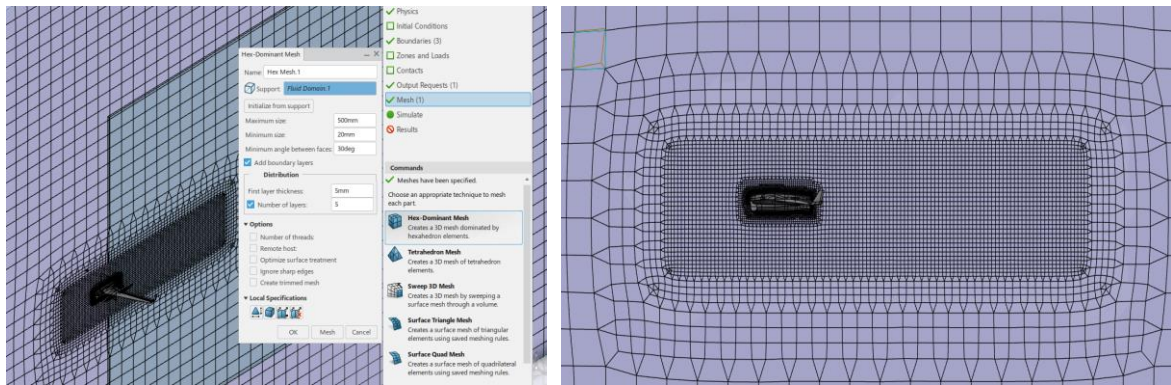 Hex-Dominant Mesh
Name: Hex Mesh.1
Support: Fluid Domain 1
Initialize from support
Maximum size: 500mm
Minimum size: 20mm
Minimum angle between faces: 30deg
Add boundary layers
Distribution
First layer thickness: 5mm
Number of layers: 5
Options
Number of threads:
Remote host:
Optimize surface treatment
Ignore sharp edges
Create trimmed mesh
Local Specifications
OK Mesh Cancel
Physics
Initial Conditions
Boundaries (3)
Zones and Loads
Contacts
Output Requests (1)
Mesh (1)
Simulate
Results
Commands
Meshes have been specified.
Choose an appropriate technique to mesh
each part.
Hex-Dominant Mesh
Creates a 3D mesh dominated by
hexahedron elements.
Tetrahedron Mesh
Creates a 3D mesh of tetrahedron
elements.
Sweep 3D Mesh
Creates a 3D mesh by sweeping a
surface mesh through a volume.
Surface Triangle Mesh
Creates a surface mesh of triangular
elements using saved meshing rules.
Surface Quad Mesh
Creates a surface mesh of quadrilateral
elements using saved meshing rules.